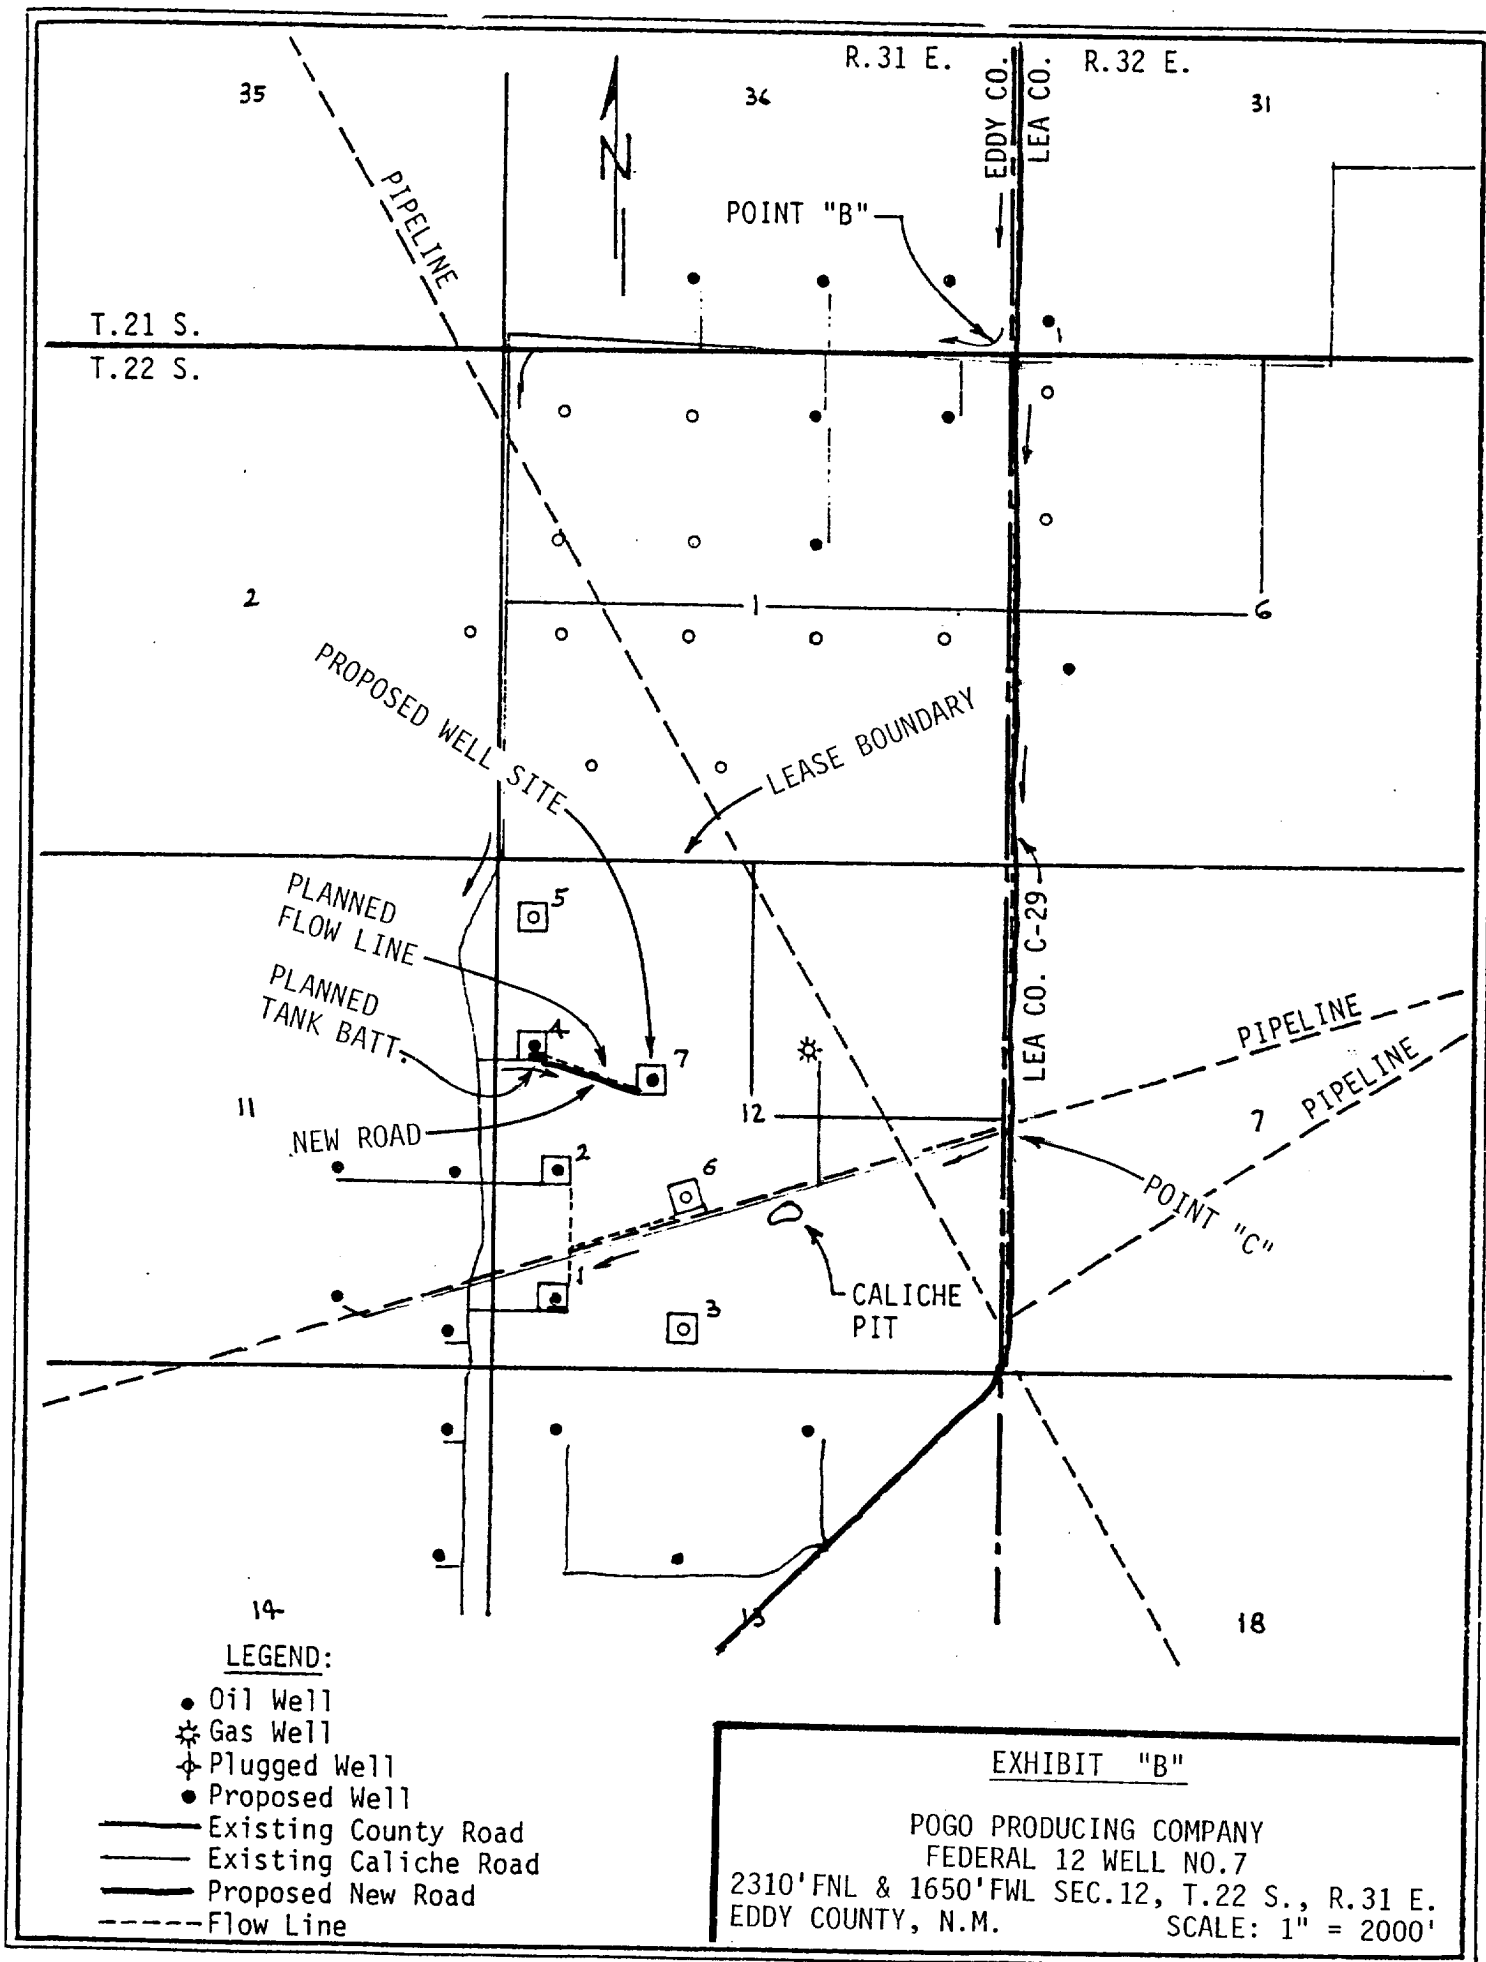 R.31 E.
R.32 E.
EDDY CO.
LEA CO.
35
36
31
N
PIPELINE
POINT "B"
T.21 S.
T.22 S.
2
1
6
PROPOSED WELL SITE
LEASE BOUNDARY
PLANNED
FLOW LINE
5
LEA CO. C-29
PLANNED
TANK BATT.
4
7
PIPELINE
PIPELINE
11
12
7
NEW ROAD
2
6
POINT "C"
1
CALICHE
PIT
3
14
13
18
LEGEND:
Oil Well
Gas Well
Plugged Well
Proposed Well
Existing County Road
Existing Caliche Road
Proposed New Road
Flow Line
EXHIBIT "B"
POGO PRODUCING COMPANY
FEDERAL 12 WELL NO.7
2310'FNL & 1650'FWL SEC.12, T.22 S., R.31 E.
EDDY COUNTY, N.M. SCALE: 1" = 2000'